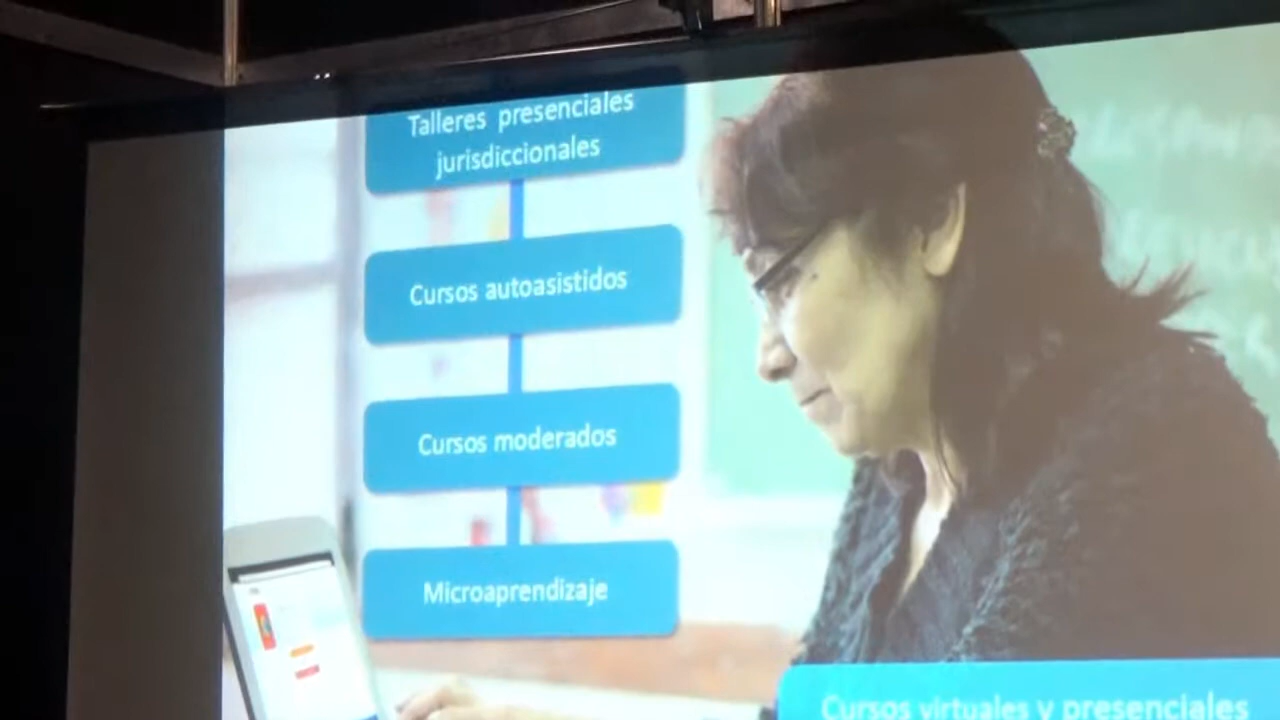 Talleres presenciales
jurisdiccionales
Cursos autoasistidos
Cursos moderados
Microaprendizaje
Cursos virtuales y presenciales